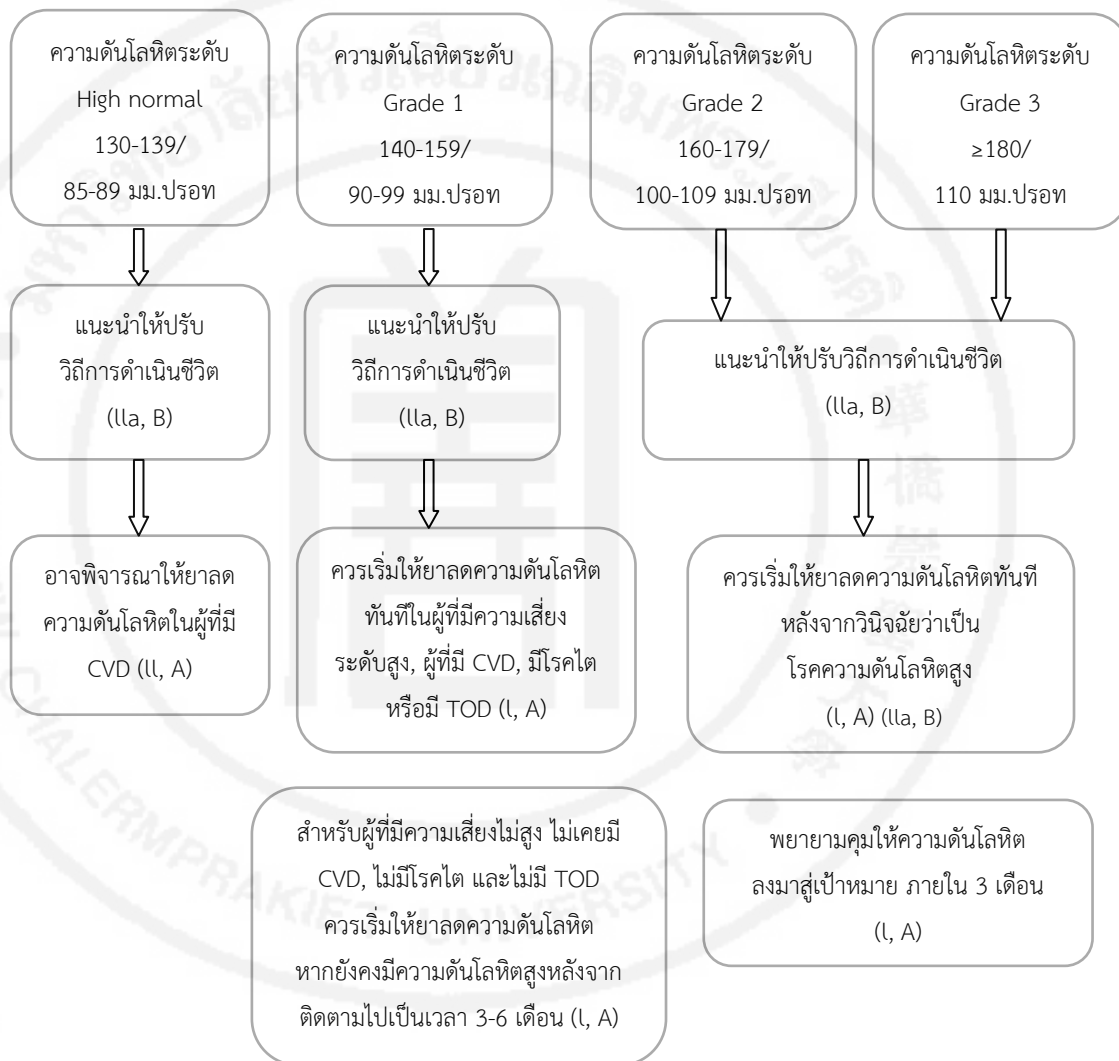 ความดันโลหิตระดับ
High normal
130-139/
85-89 มม.ปรอท
ความดันโลหิตระดับ
Grade 1
140-159/
90-99 มม.ปรอท
ความดันโลหิตระดับ
Grade 2
160-179/
100-109 มม.ปรอท
ความดันโลหิตระดับ
Grade 3
≥180/
110 มม.ปรอท
แนะนำให้ปรับ
วิถีการดำเนินชีวิต
(lla, B)
แนะนำให้ปรับ
วิถีการดำเนินชีวิต
(lla, B)
แนะนำให้ปรับวิถีการดำเนินชีวิต
(lla, B)
อาจพิจารณาให้ยาลด
ความดันโลหิตในผู้ที่มี
CVD (ll, A)
ควรเริ่มให้ยาลดความดันโลหิต
ทันทีในผู้ที่มีความเสี่ยง
ระดับสูง, ผู้ที่มี CVD, มีโรคไต
หรือมี TOD (l, A)
ควรเริ่มให้ยาลดความดันโลหิตทันที
หลังจากวินิจฉัยว่าเป็น
โรคความดันโลหิตสูง
(l, A) (lla, B)
สำหรับผู้ที่มีความเสี่ยงไม่สูง ไม่เคยมี
CVD, ไม่มีโรคไต และไม่มี TOD
ควรเริ่มให้ยาลดความดันโลหิต
หากยังคงมีความดันโลหิตสูงหลังจาก
ติดตามไปเป็นเวลา 3-6 เดือน (l, A)
พยายามคุมให้ความดันโลหิต
ลงมาสู่เป้าหมาย ภายใน 3 เดือน
(l, A)
CHALERMPRAKIET UNIVERSITY